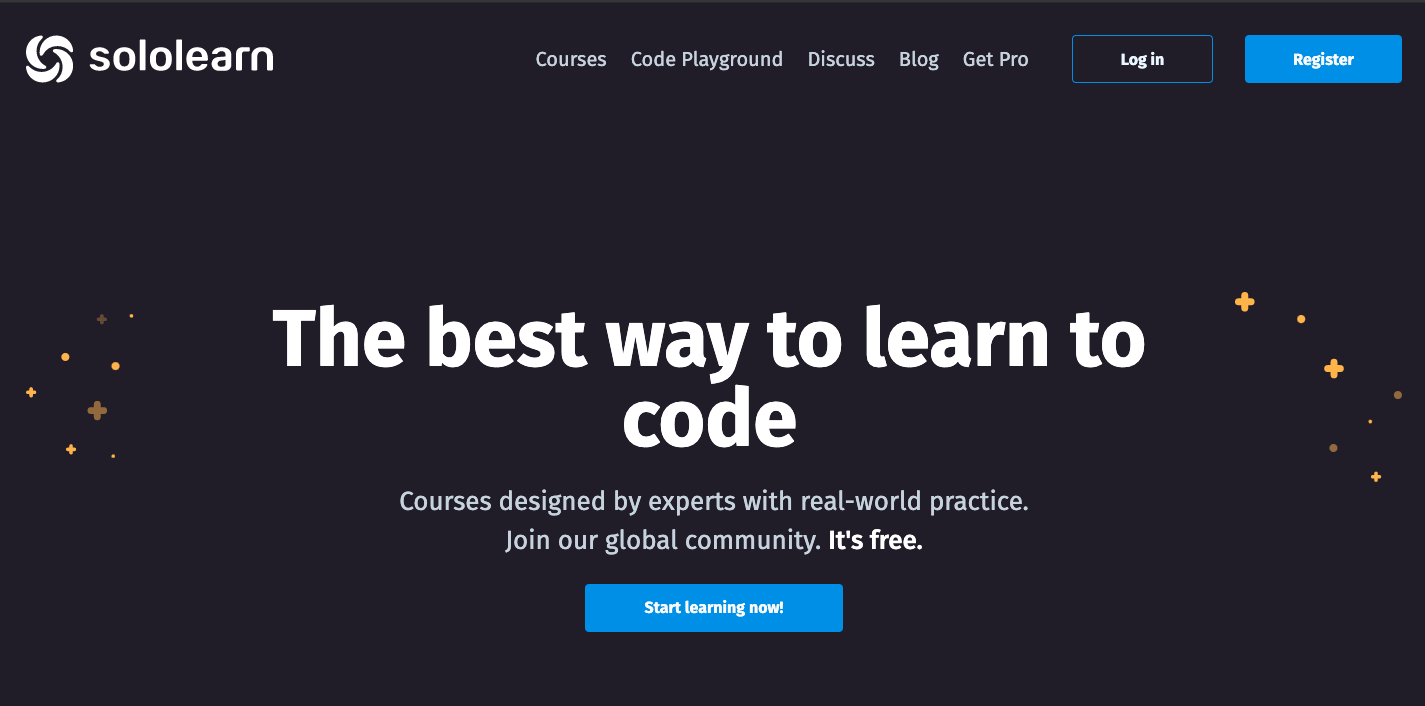 sololearn
Courses Code Playground Discuss Blog Get Pro Log in Register
The best way to learn to
code
Courses designed by experts with real-world practice.
Join our global community. It's free.
Start learning now!